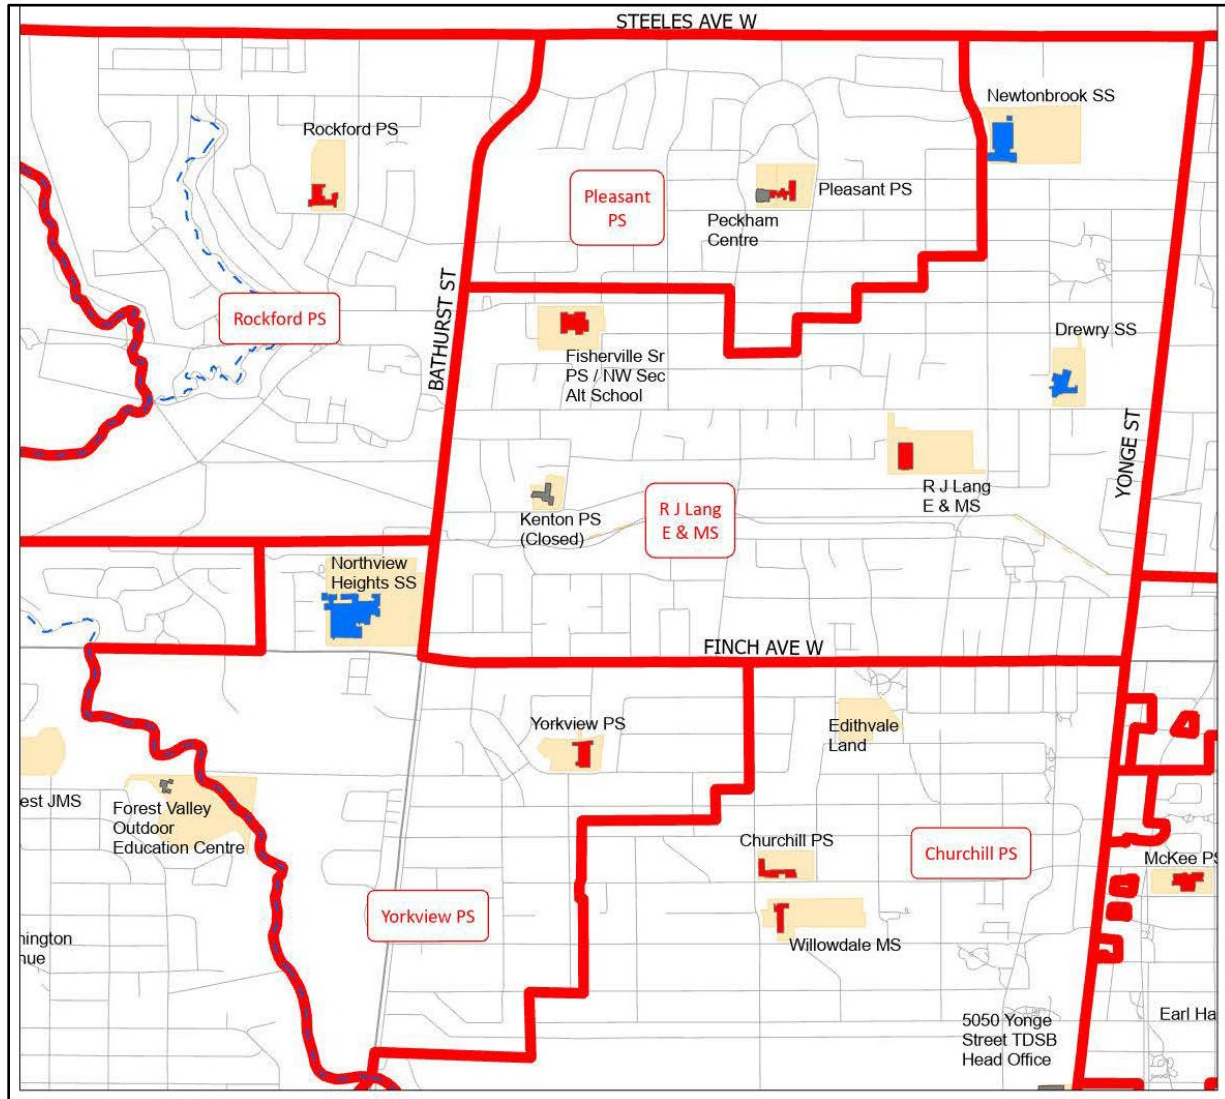 STEELES AVE W
Newtonbrook SS
Rockford PS
Pleasant
PS
Pleasant PS
Peckham
Centre
Rockford PS
BATHURST ST
Drewry SS
Fisherville Sr
PS / NW Sec
Alt School
YONGE ST
R J Lang
E & MS
Kenton PS
(Closed)
R J Lang
E & MS
Northview
Heights SS
FINCH AVE W
Yorkview PS
Edithvale
Land
est JMS
Forest Valley
Outdoor
Education Centre
Churchill PS
Churchill PS
McKee PS
Yorkview PS
Willowdale MS
nington
nue
5050 Yonge
Street TDSB
Head Office
Earl Ha